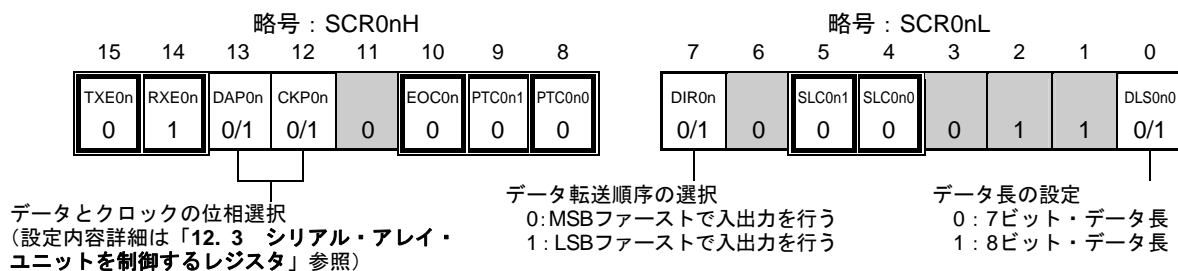 略号：SCR0nH 略号：SCR0nL
15 14 13 12 11 10 9 8 7 6 5 4 3 2 1 0
TXE0n RXE0n DAP0n CKP0n EOC0n PTC0n1 PTC0n0 DIR0n SLC0n1 SLC0n0 DLS0n0
0 1 0/1 0/1 0 0 0 0 0/1 0 0 0 0 1 1 0/1
データとクロックの位相選択
（設定内容詳細は「12. 3 シリアル・アレイ・
ユニットを制御するレジスタ」参照）
データ転送順序の選択
0：MSBファーストで入出力を行う
1：LSBファーストで入出力を行う
データ長の設定
0：7ビット・データ長
1：8ビット・データ長